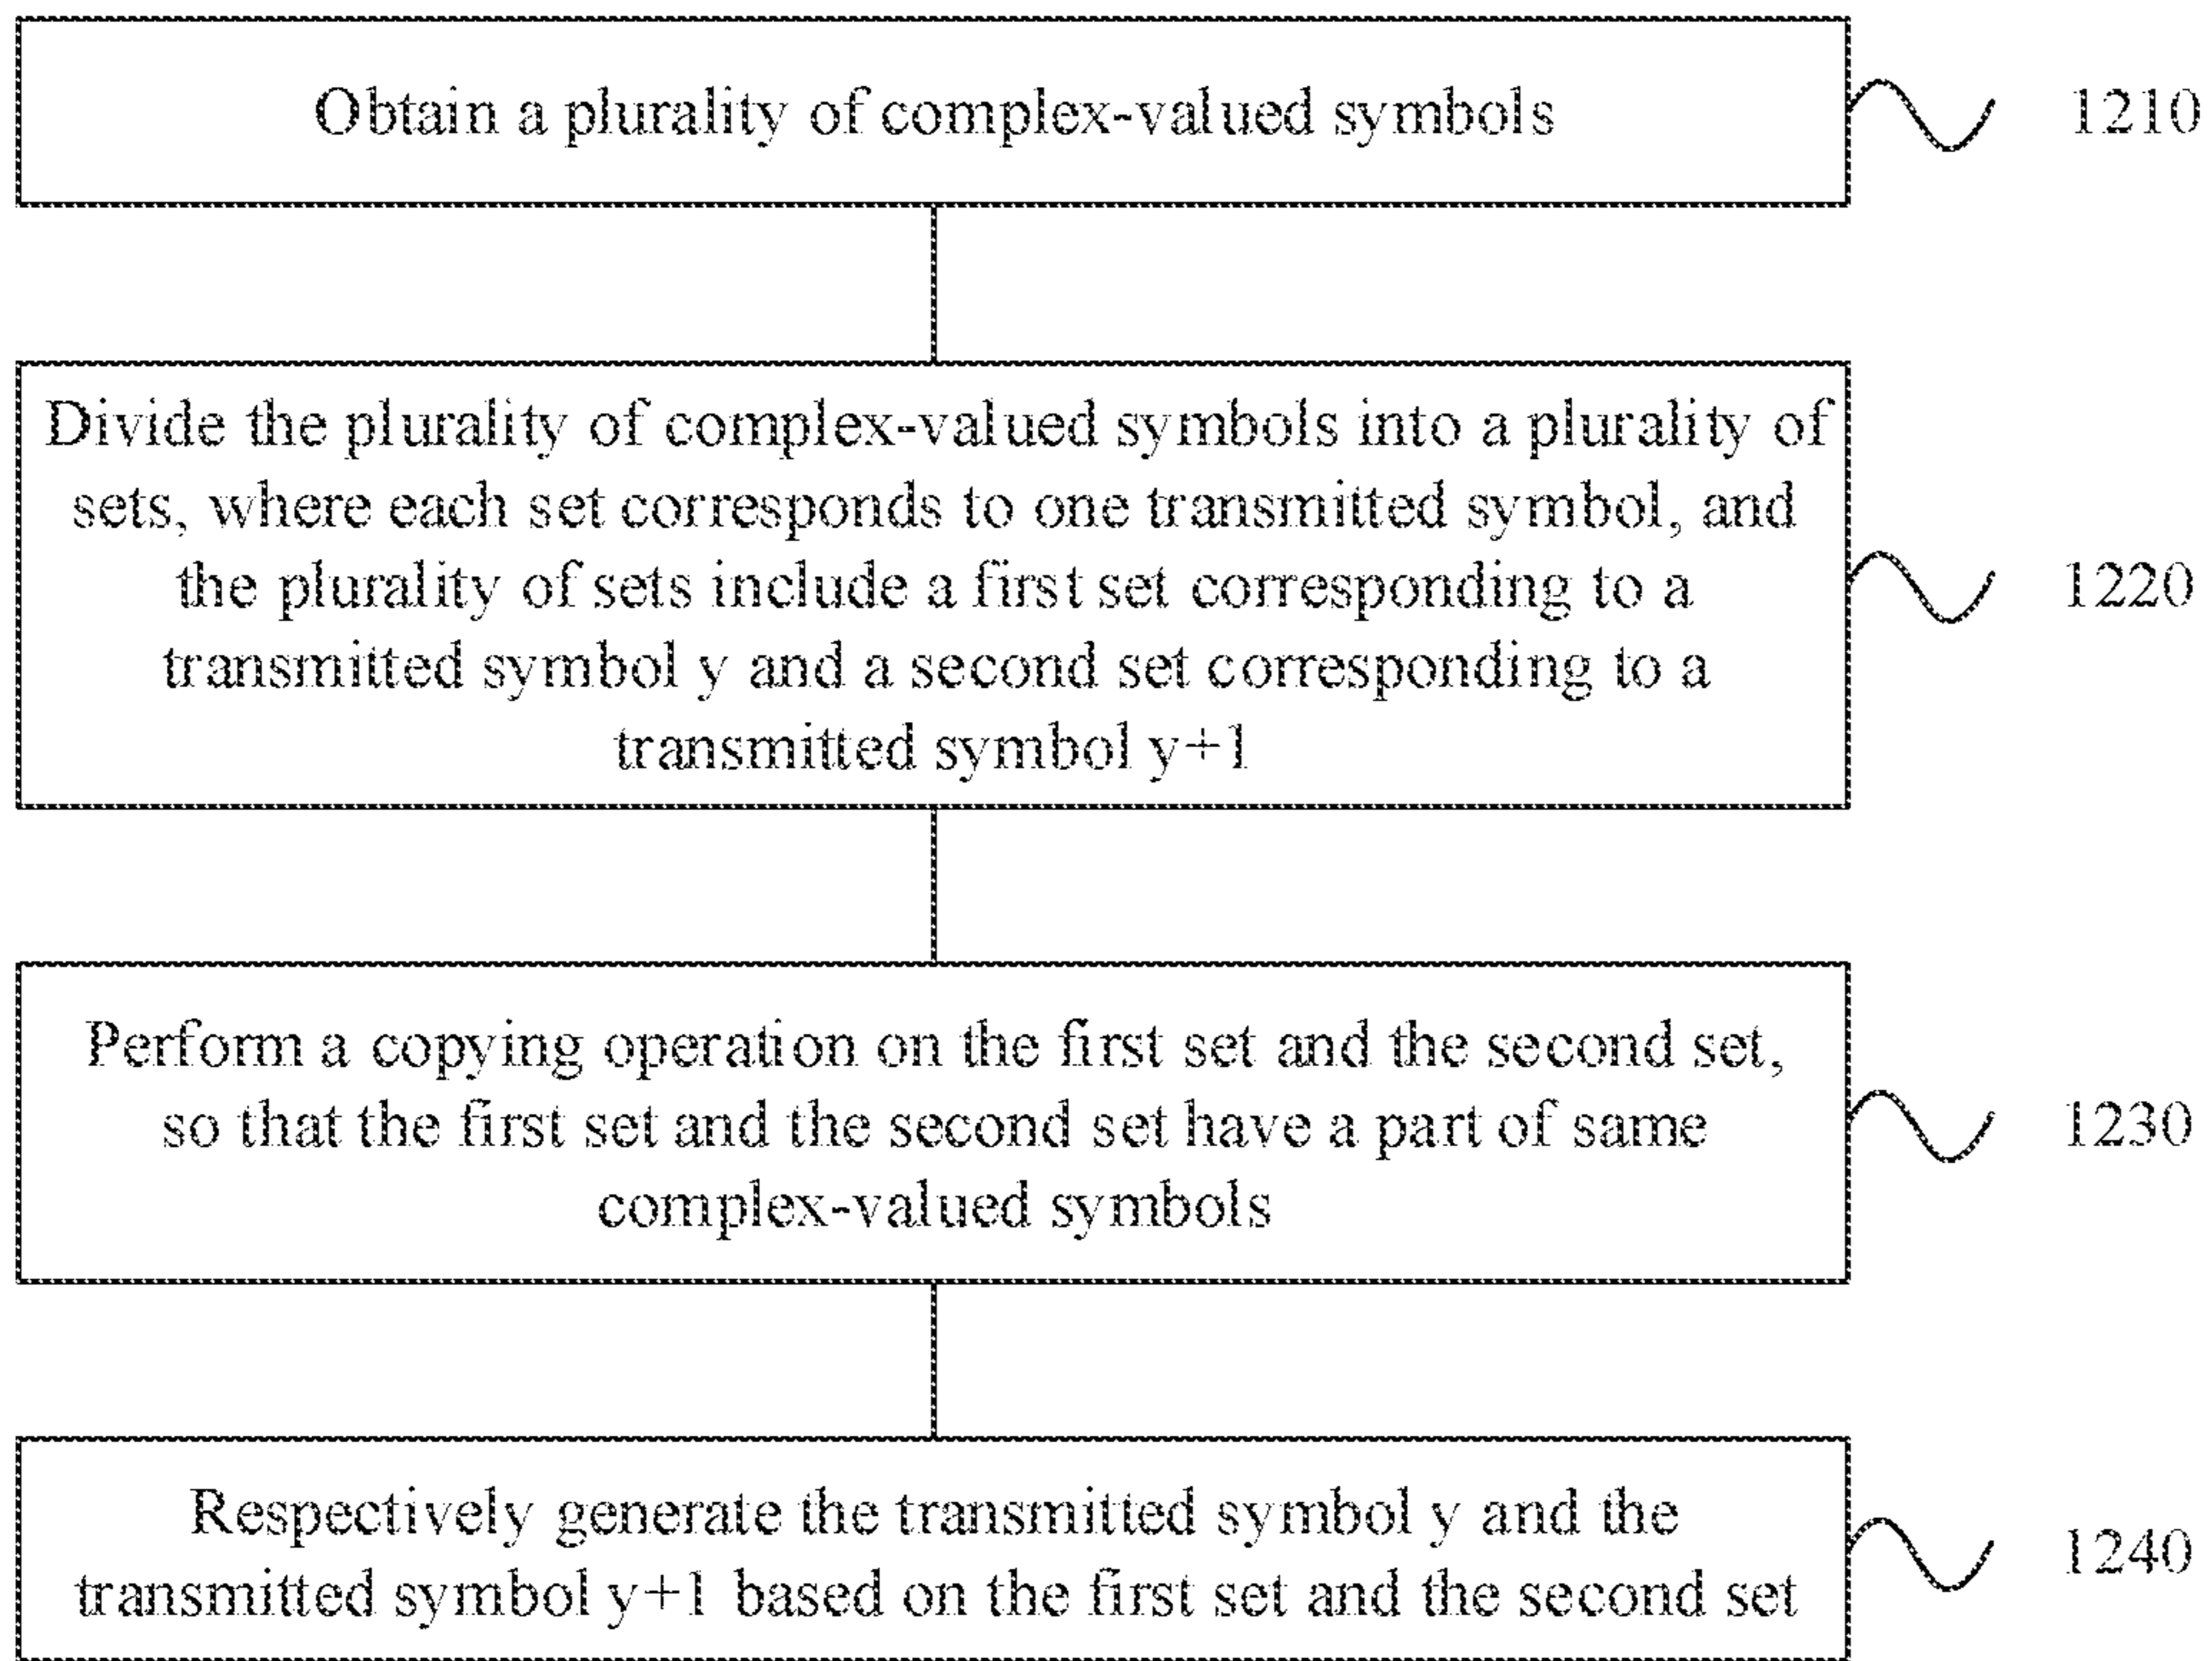 Obtain a plurality of complex-valued symbols
1210
Divide the plurality of complex-valued symbols into a plurality of
sets, where each set corresponds to one transmitted symbol, and
the plurality of sets include a first set corresponding to a
transmitted symbol y and a second set corresponding to a
transmitted symbol y+1
1220
Perform a copying operation on the first set and the second set,
so that the first set and the second set have a part of same
complex-valued symbols
1230
Respectively generate the transmitted symbol y and the
transmitted symbol y+1 based on the first set and the second set
1240